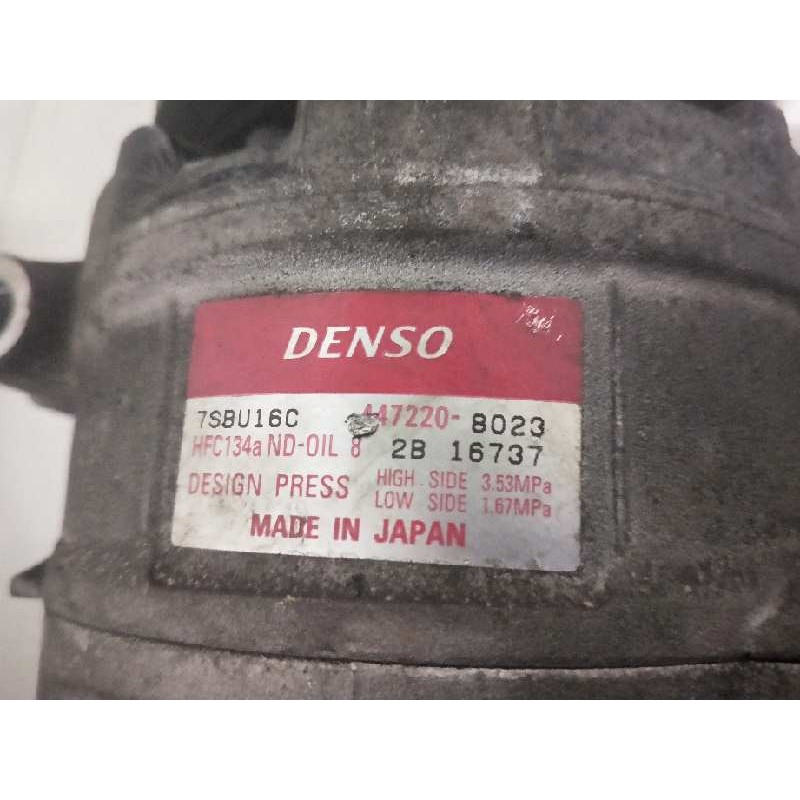 DENSO
7SBU16C 447220-8023
HFC134a ND-OIL 8 2B 16737
DESIGN PRESS HIGH SIDE 3.53MPa
LOW SIDE 1.67MPa
MADE IN JAPAN